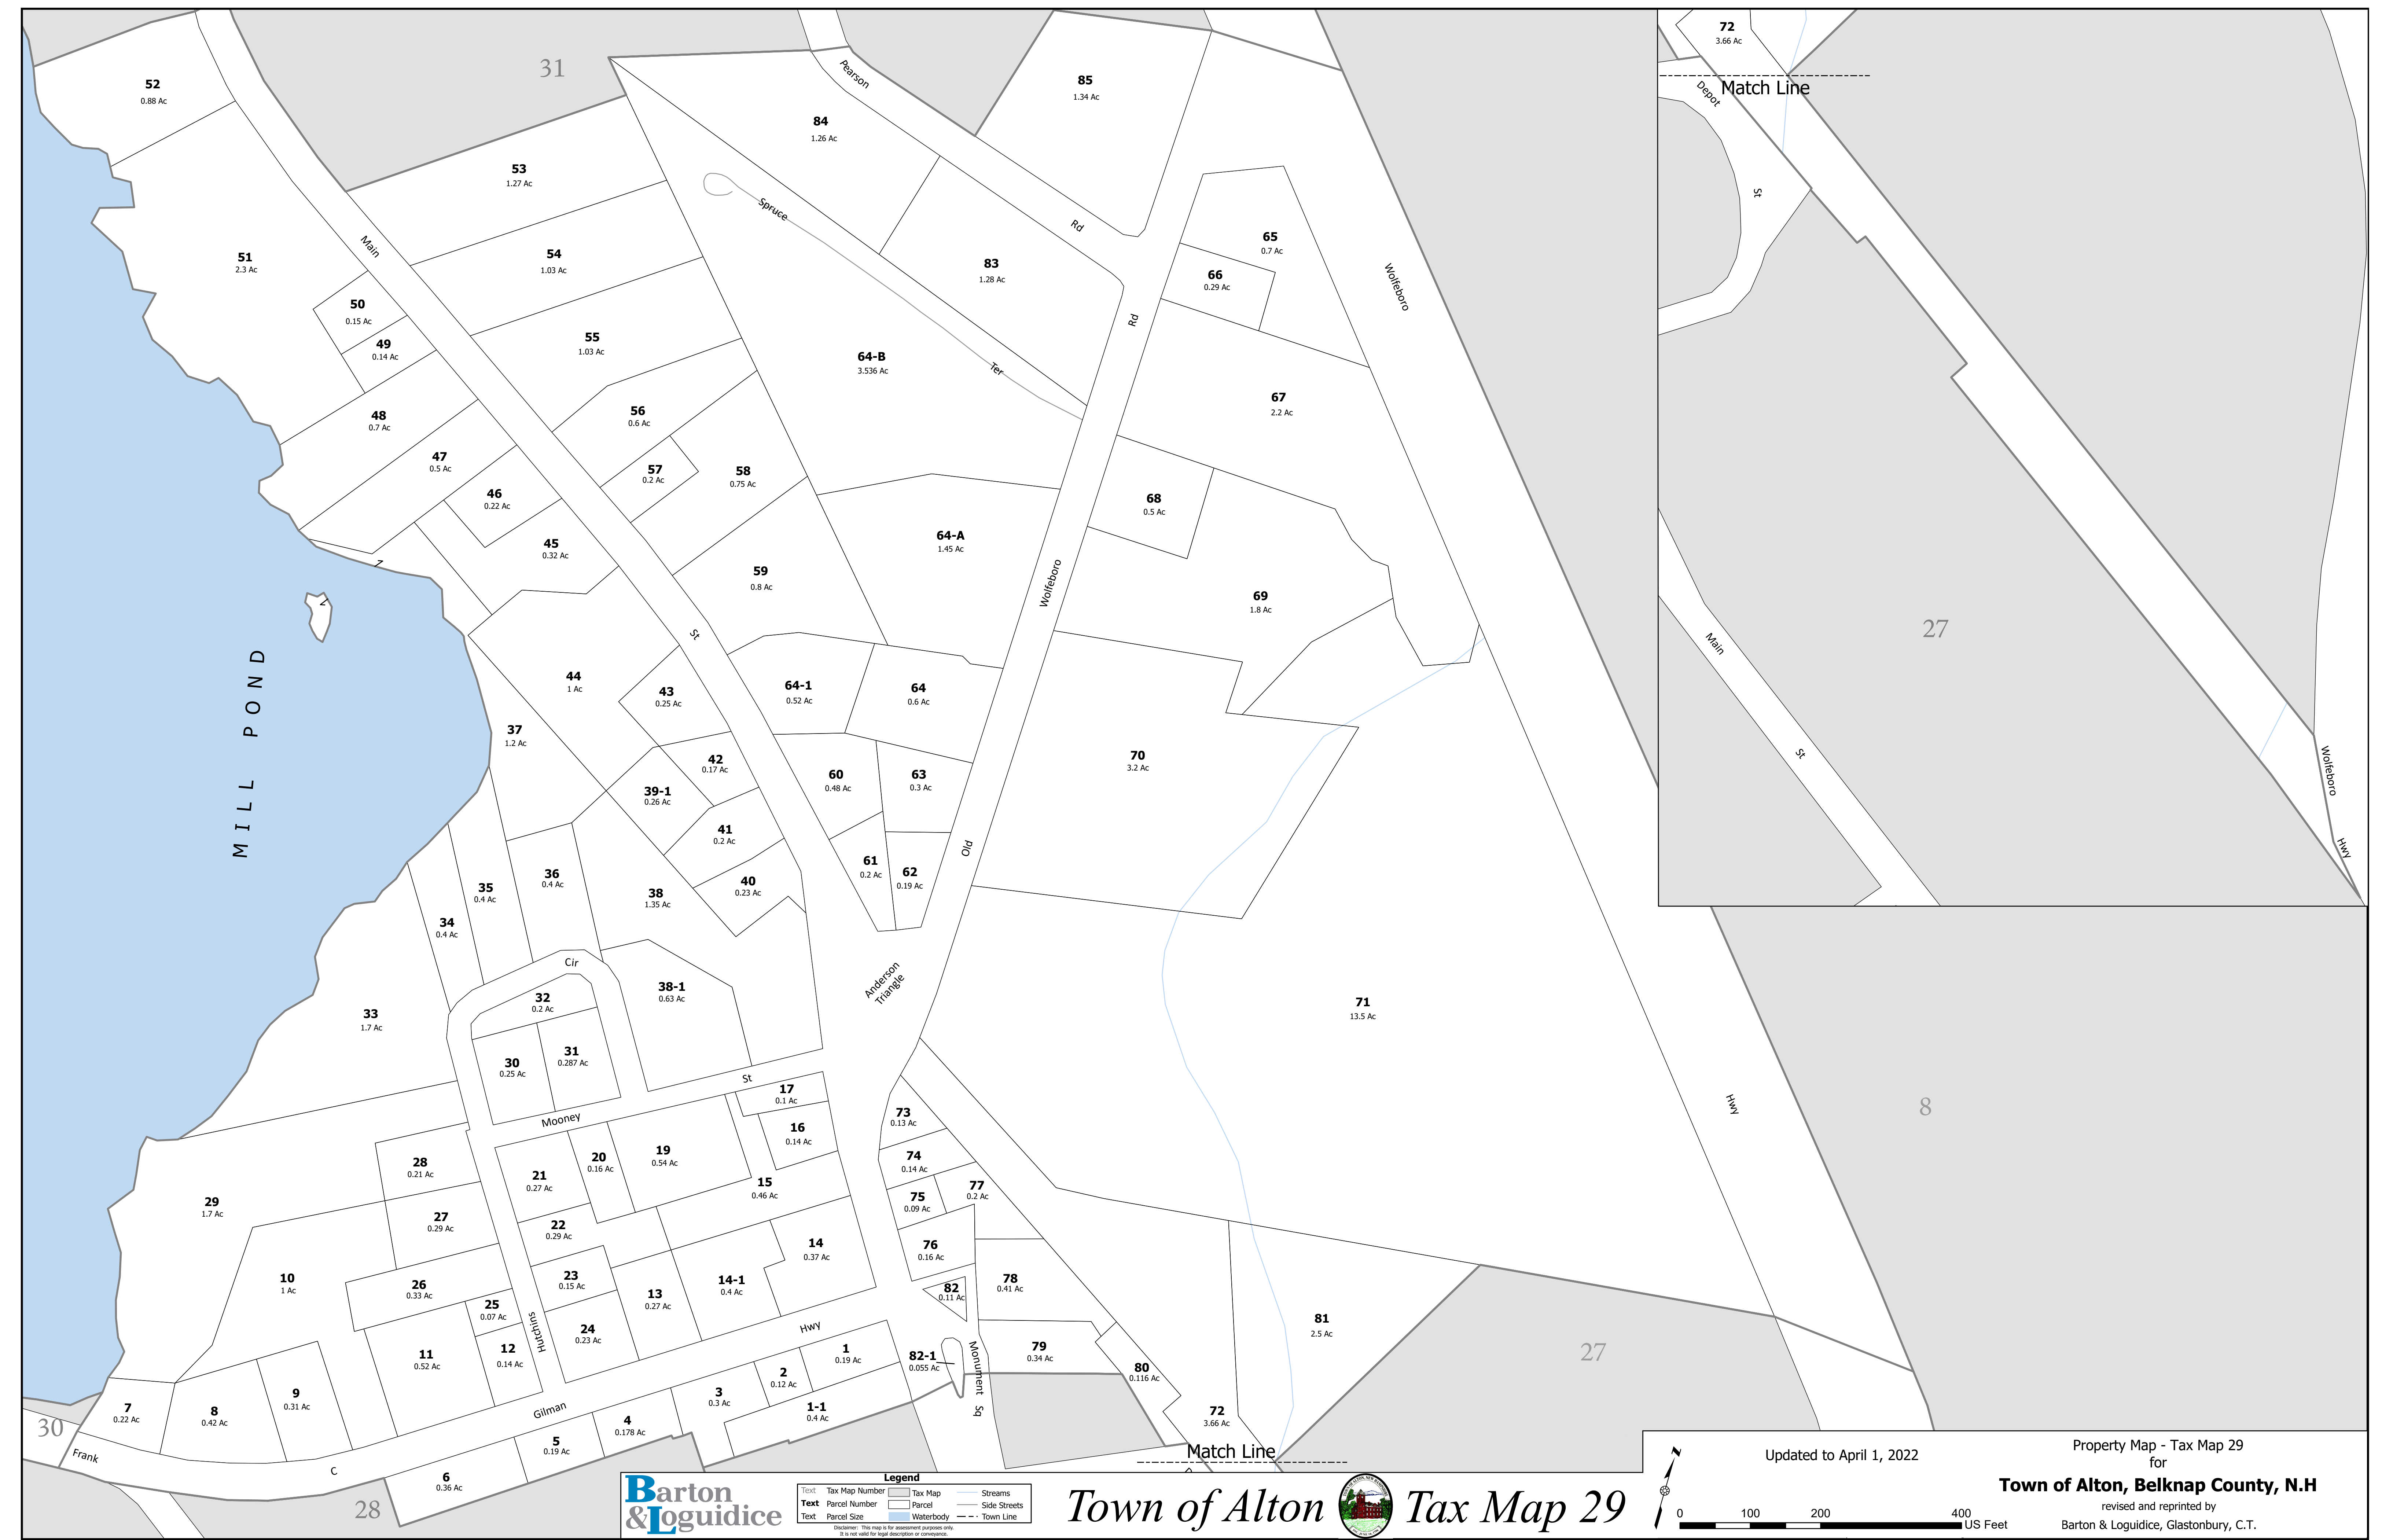 31
52
0.88 Ac
53
1.27 Ac
51
2.3 Ac
54
1.03 Ac
Main
50
0.15 Ac
49
0.14 Ac
55
1.03 Ac
48
0.7 Ac
56
0.6 Ac
47
0.5 Ac
57
0.2 Ac
58
0.75 Ac
46
0.22 Ac
45
0.32 Ac
59
0.8 Ac
St
MILL POND
44
1 Ac
43
0.25 Ac
37
1.2 Ac
42
0.17 Ac
39-1
0.26 Ac
41
0.2 Ac
40
0.23 Ac
38
1.35 Ac
36
0.4 Ac
35
0.4 Ac
34
0.4 Ac
33
1.7 Ac
Cir
32
0.2 Ac
31
0.287 Ac
30
0.25 Ac
38-1
0.63 Ac
Mooney
St
84
1.26 Ac
Pearson
85
1.34 Ac
Spruce
Rd
83
1.28 Ac
Ter
64-B
3.536 Ac
65
0.7 Ac
66
0.29 Ac
Rd
Wolfeboro
67
2.2 Ac
68
0.5 Ac
64-A
1.45 Ac
Wolfeboro
69
1.8 Ac
64-1
0.52 Ac
64
0.6 Ac
60
0.48 Ac
63
0.3 Ac
61
0.2 Ac
62
0.19 Ac
Old
70
3.2 Ac
Anderson
Triangle
71
13.5 Ac
Hwy
8
17
0.1 Ac
16
0.14 Ac
19
0.54 Ac
20
0.16 Ac
21
0.27 Ac
15
0.46 Ac
22
0.29 Ac
23
0.15 Ac
24
0.23 Ac
13
0.27 Ac
14-1
0.4 Ac
14
0.37 Ac
28
0.21 Ac
27
0.29 Ac
29
1.7 Ac
10
1 Ac
26
0.33 Ac
25
0.07 Ac
11
0.52 Ac
12
0.14 Ac
Hutchins
9
0.31 Ac
8
0.42 Ac
7
0.22 Ac
30
Frank
C
Gilman
Hwy
1
0.19 Ac
2
0.12 Ac
3
0.3 Ac
1-1
0.4 Ac
4
0.178 Ac
5
0.19 Ac
6
0.36 Ac
28
73
0.13 Ac
74
0.14 Ac
75
0.09 Ac
77
0.2 Ac
76
0.16 Ac
78
0.41 Ac
82
0.11 Ac
82-1
0.055 Ac
Monument
Sq
79
0.34 Ac
80
0.116 Ac
72
3.66 Ac
81
2.5 Ac
27
Match Line
72
3.66 Ac
Match Line
Depot
St
27
Main
St
Wolfeboro
Hwy
Barton
&Loguidice
Legend
Text Tax Map Number
Text Parcel Number
Text Parcel Size
Tax Map
Parcel
Waterbody
Streams
Side Streets
Town Line
Disclaimer: This map is for assessment purposes only.
It is not valid for legal description or conveyance.
Town of Alton Tax Map 29
N
Updated to April 1, 2022
0 100 200 400
US Feet
Property Map - Tax Map 29
for
Town of Alton, Belknap County, N.H
revised and reprinted by
Barton & Loguidice, Glastonbury, C.T.